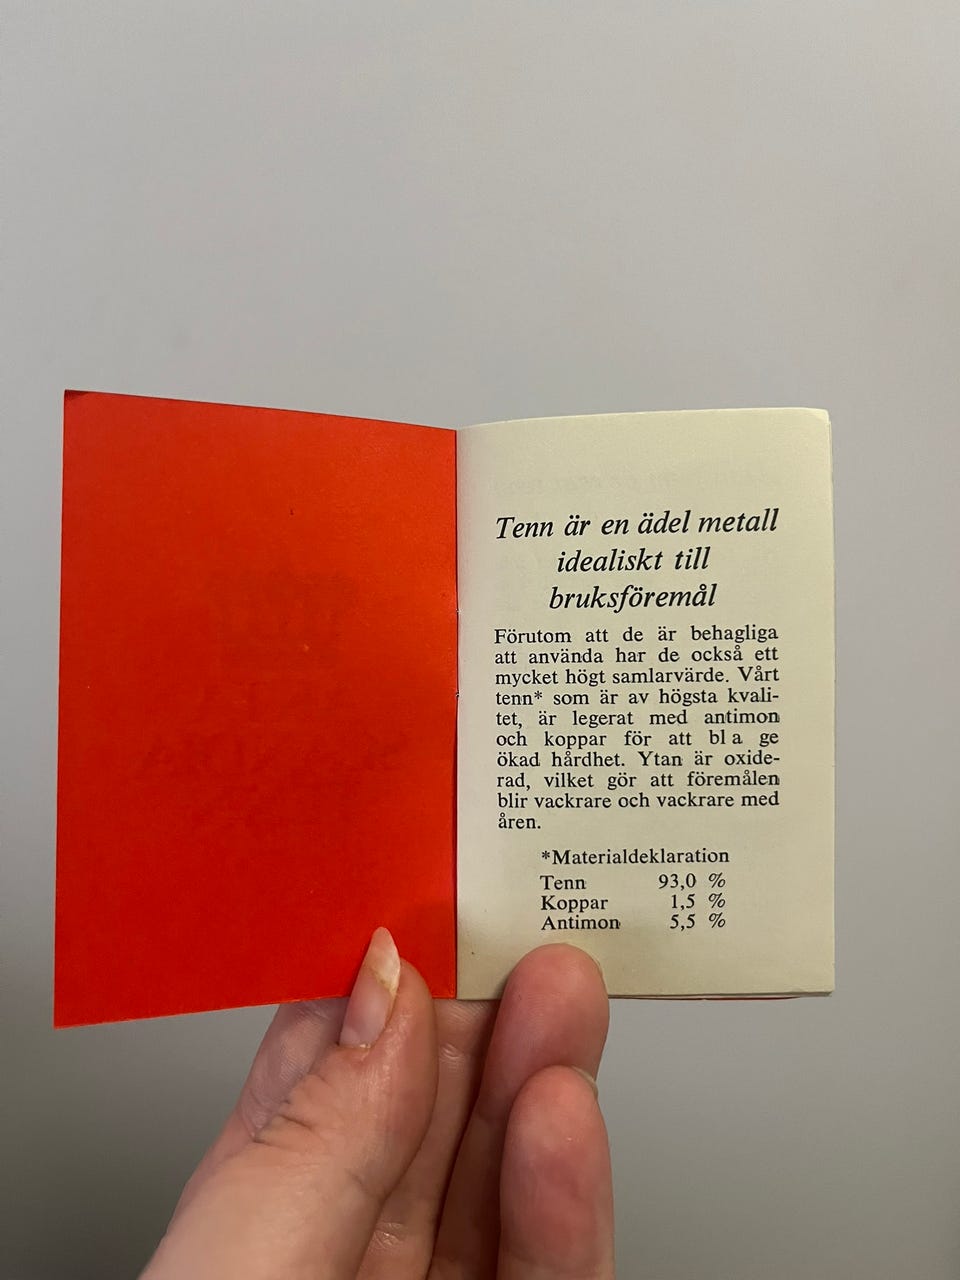 Tenn är en ädel metall
idealiskt till
bruksföremål
Förutom att de är behagliga
att använda har de också ett
mycket högt samlarvärde. Vårt
tenn* som är av högsta kvali-
tet, är legerat med antimon
och koppar för att bl a ge
ökad hårdhet. Ytan är oxide-
rad, vilket gör att föremålen
blir vackrare och vackrare med
åren.
*Materialdeklaration
Tenn 93,0 %
Koppar 1,5 %
Antimon 5,5 %